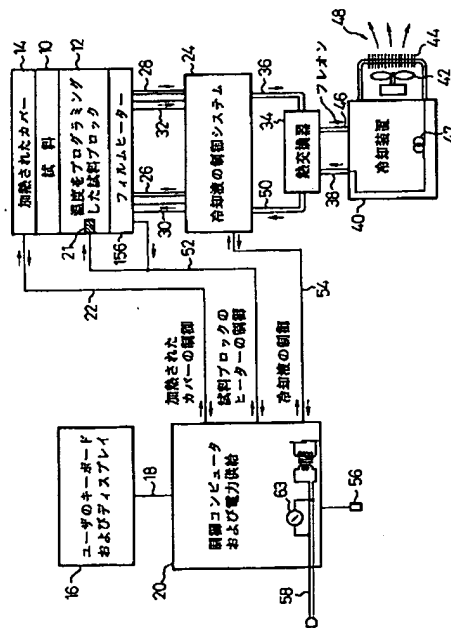 14
加熱されたカバー
10
試料
12
温度をプログラミング
した試料ブロック
フィルムヒーター
156
21
22
52
30
26
32
28
24
冷却液の制御システム
36
34
熱交換器
50
フレオン
46
38
48
44
42
冷却装置
47
40
54
加熱された
カバーの制御
試料ブロックの
ヒーターの制御
冷却液の制御
ユーザのキーボード
およびディスプレイ
16
18
制御コンピュータ
および電力供給
20
63
58
56